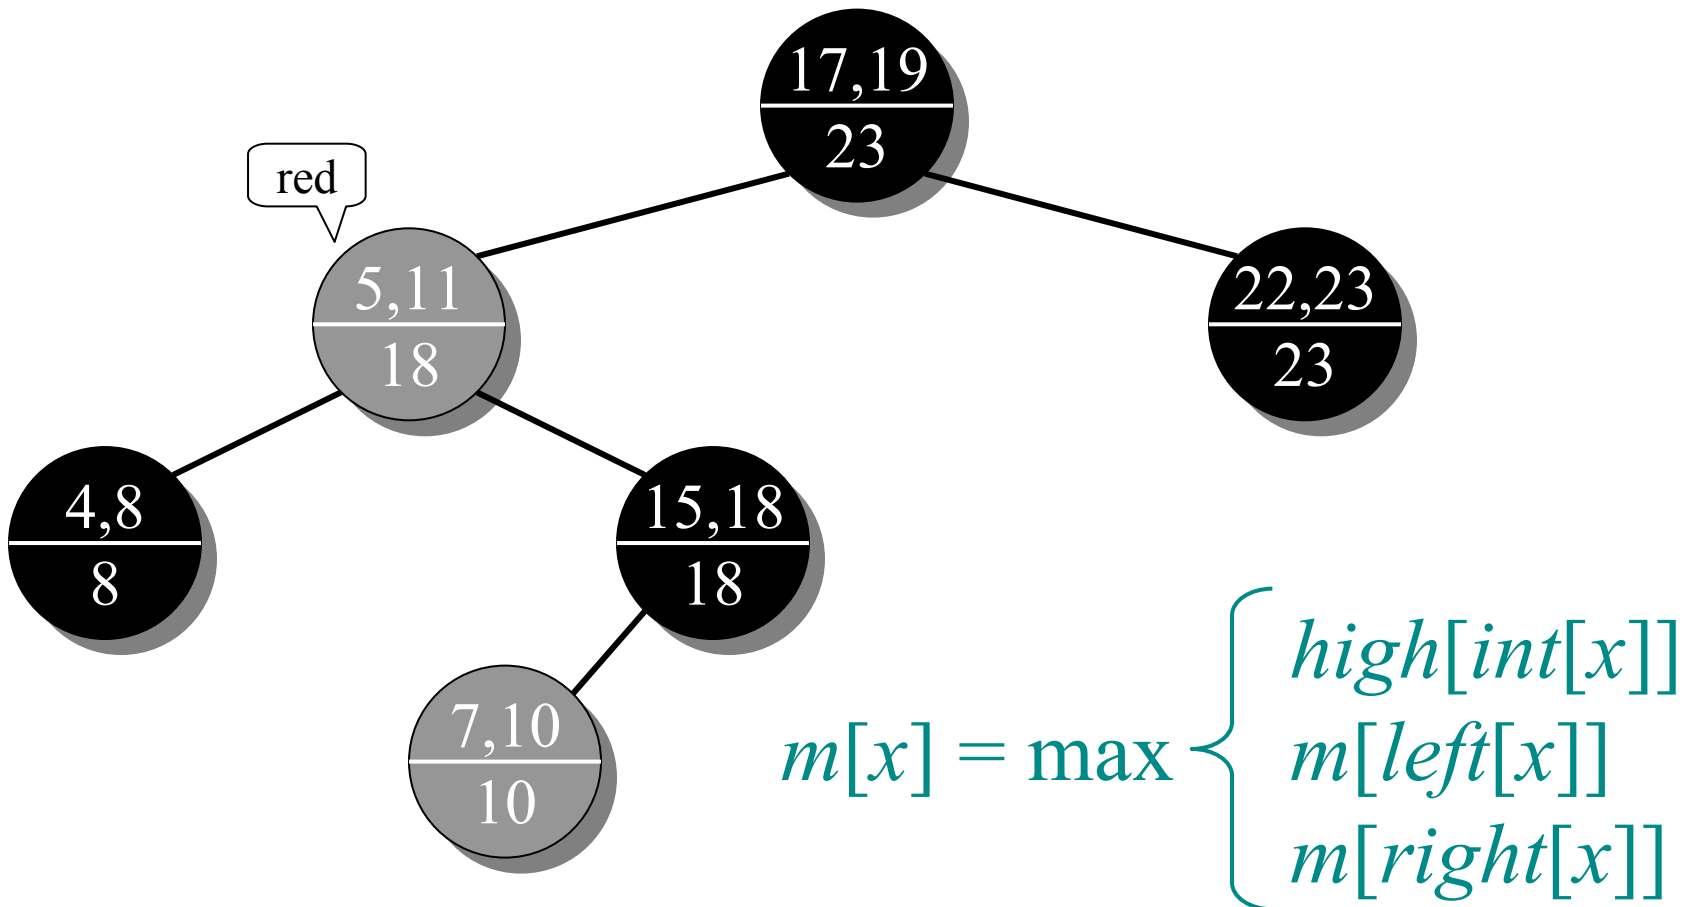 17,19
23
red
5,11
18
22,23
23
4,8
8
15,18
18
7,10
10
high[int[x]]
m[x] = max
m[left[x]]
m[right[x]]